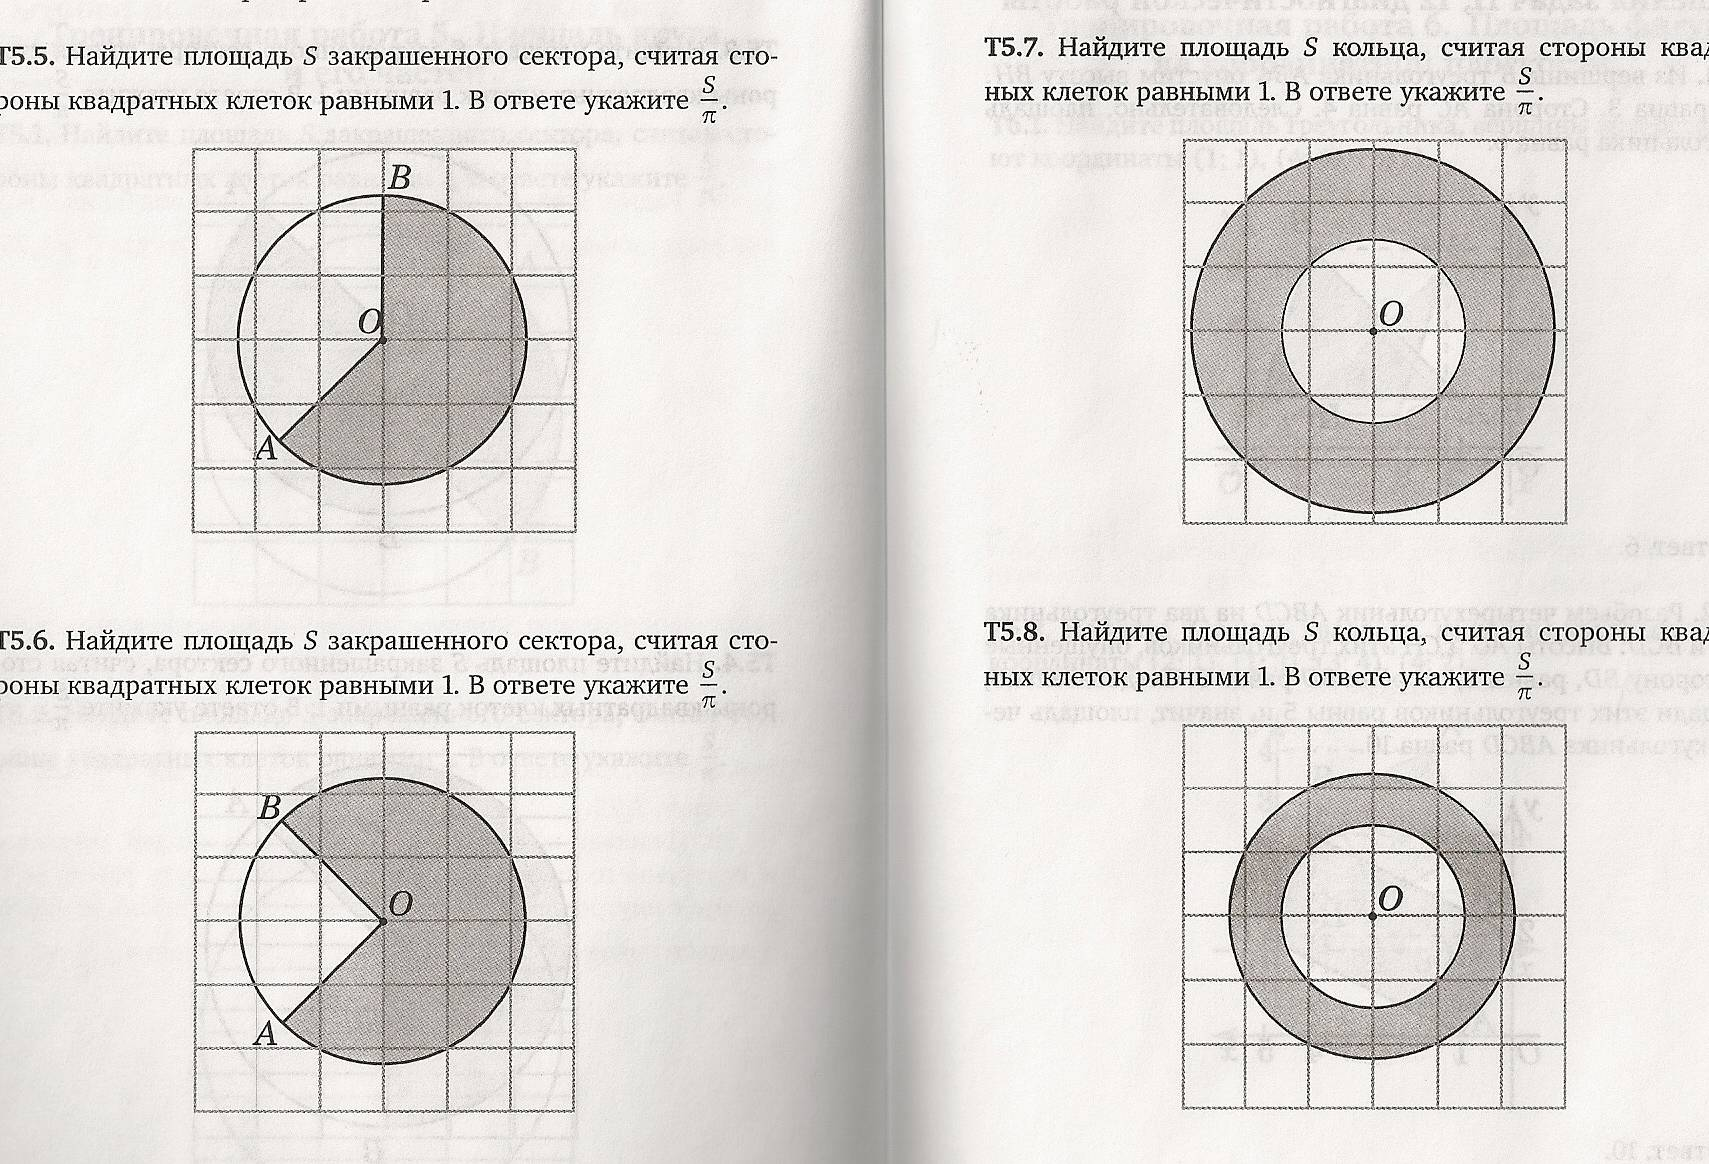 Т5.5. Найдите площадь S закрашенного сектора, считая сто-
роны квадратных клеток равными 1. В ответе укажите S/π.
B
O
A
Т5.6. Найдите площадь S закрашенного сектора, считая сто-
роны квадратных клеток равными 1. В ответе укажите S/π.
B
O
A
Т5.7. Найдите площадь S кольца, считая стороны квад
ных клеток равными 1. В ответе укажите S/π.
O
Т5.8. Найдите площадь S кольца, считая стороны квад
ных клеток равными 1. В ответе укажите S/π.
O